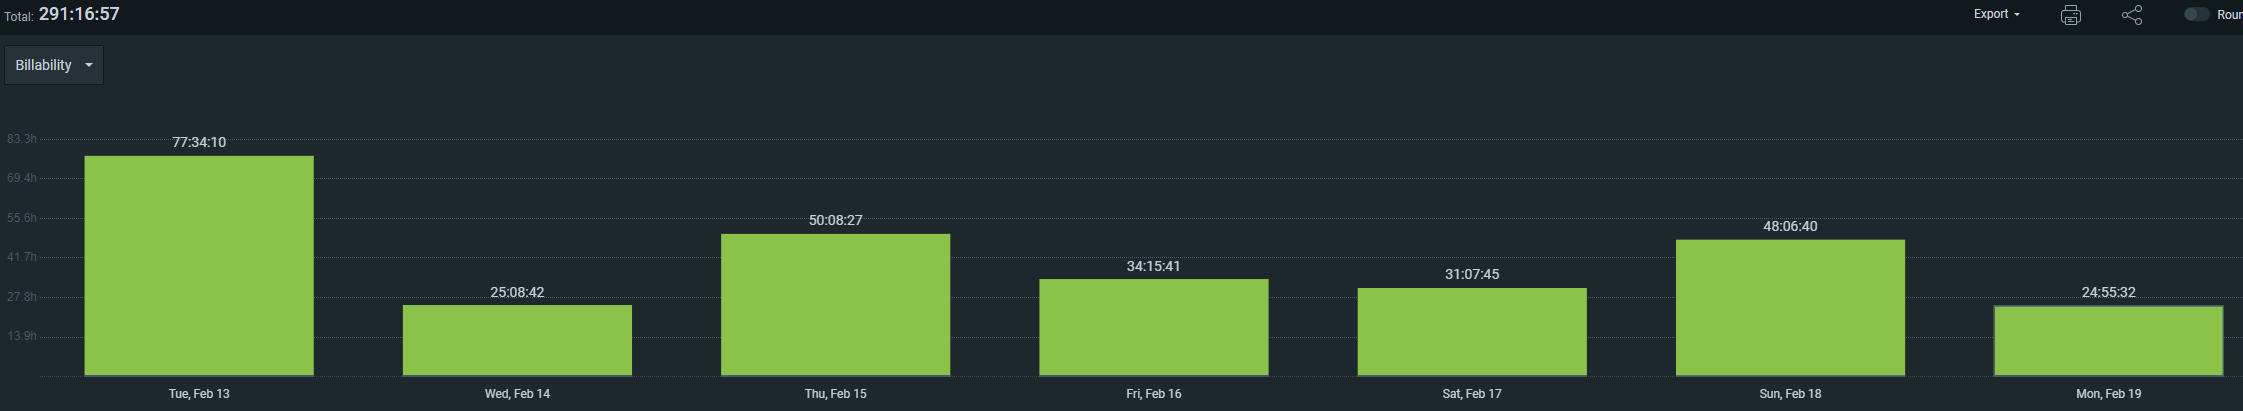 Total: 291:16:57
Export
Roun
Billability
83.3h
69.4h
55.6h
41.7h
27.8h
13.9h
77:34:10
25:08:42
50:08:27
34:15:41
31:07:45
48:06:40
24:55:32
Tue, Feb 13
Wed, Feb 14
Thu, Feb 15
Fri, Feb 16
Sat, Feb 17
Sun, Feb 18
Mon, Feb 19